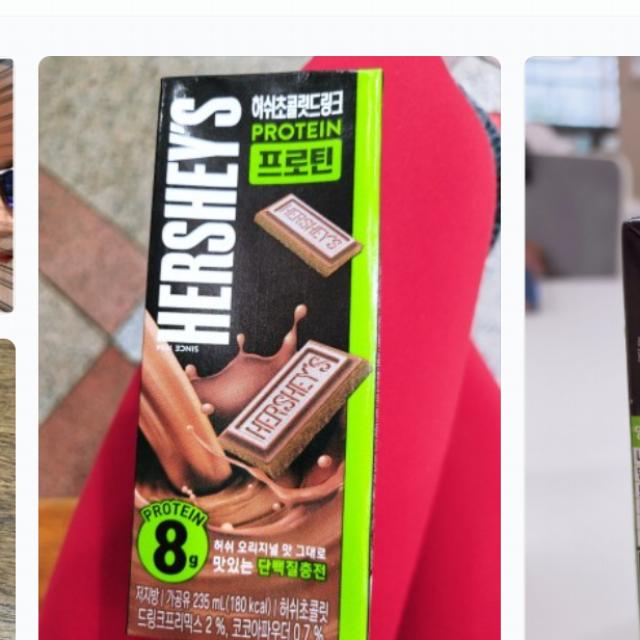 HERSHEY'S
SINCE
허쉬초콜릿드링크
PROTEIN
프로틴
HERSHEY'S
HERSHEY'S
PROTEIN
8g
허쉬 오리지널 맛 그대로
맛있는 단백질충전
저지방 | 가공유 235 mL(180 kcal) | 허쉬초콜릿
드링크프리믹스 2 %, 코코아파우더 0.7 %